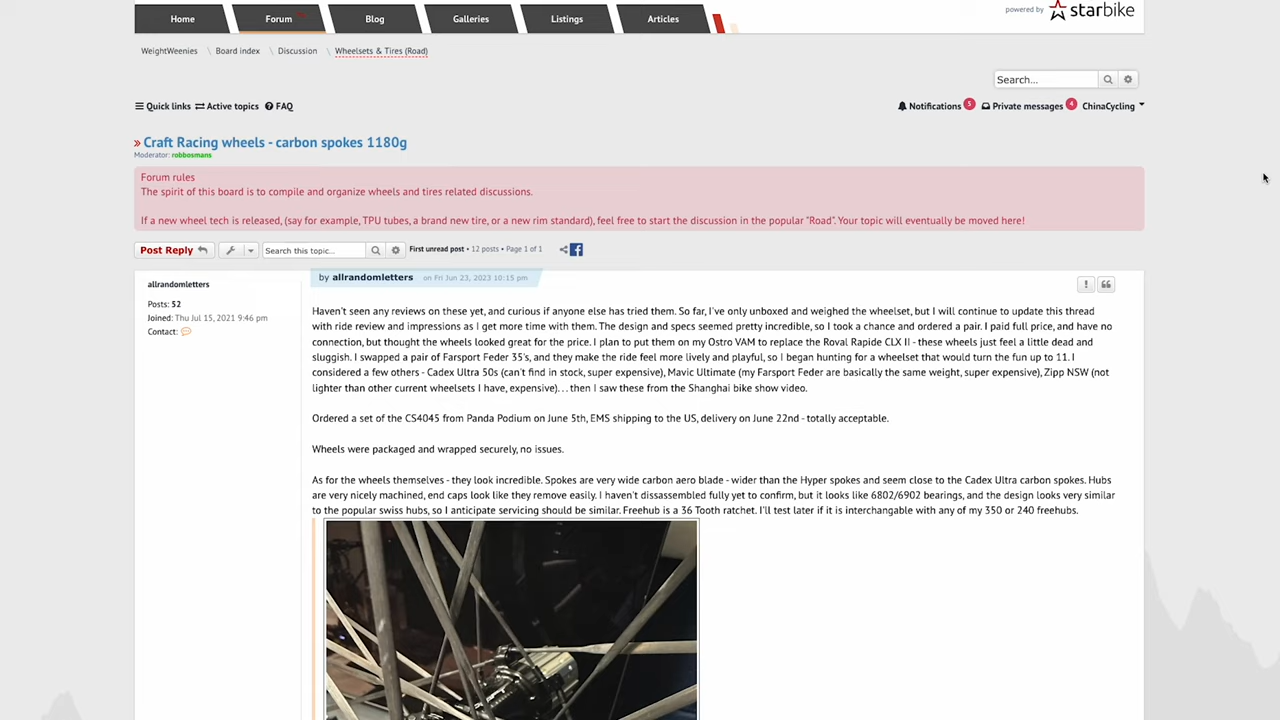 powered by starbike
Home Forum Blog Galleries Listings Articles
WeightWeenies \ Board index \ Discussion \ Wheelsets & Tires (Road)
Search...
Quick links Active topics FAQ
Notifications 5 Private messages 4 ChinaCycling
» Craft Racing wheels - carbon spokes 1180g
Moderator: robbosmans
Forum rules
The spirit of this board is to compile and organize wheels and tires related discussions.
If a new wheel tech is released, (say for example, TPU tubes, a brand new tire, or a new rim standard), feel free to start the discussion in the popular "Road". Your topic will eventually be moved here!
Post Reply Search this topic... First unread post • 12 posts • Page 1 of 1
allrandomletters
Posts: 52
Joined: Thu Jul 15, 2021 9:46 pm
Contact:
by allrandomletters on Fri Jun 23, 2023 10:15 pm
Haven't seen any reviews on these yet, and curious if anyone else has tried them. So far, I've only unboxed and weighed the wheelset, but I will continue to update this thread
with ride review and impressions as I get more time with them. The design and specs seemed pretty incredible, so I took a chance and ordered a pair. I paid full price, and have no
connection, but thought the wheels looked great for the price. I plan to put them on my Ostro VAM to replace the Roval Rapide CLX II - these wheels just feel a little dead and
sluggish. I swapped a pair of Farsport Feder 35's, and they make the ride feel more lively and playful, so I began hunting for a wheelset that would turn the fun up to 11. I
considered a few others - Cadex Ultra 50s (can't find in stock, super expensive), Mavic Ultimate (my Farsport Feder are basically the same weight, super expensive), Zipp NSW (not
lighter than other current wheelsets I have, expensive)... then I saw these from the Shanghai bike show video.
Ordered a set of the CS4045 from Panda Podium on June 5th, EMS shipping to the US, delivery on June 22nd - totally acceptable.
Wheels were packaged and wrapped securely, no issues.
As for the wheels themselves - they look incredible. Spokes are very wide carbon aero blade - wider than the Hyper spokes and seem close to the Cadex Ultra carbon spokes. Hubs
are very nicely machined, end caps look like they remove easily. I haven't dissassembled fully yet to confirm, but it looks like 6802/6902 bearings, and the design looks very similar
to the popular swiss hubs, so I anticipate servicing should be similar. Freehub is a 36 Tooth ratchet. I'll test later if it is interchangable with any of my 350 or 240 freehubs.